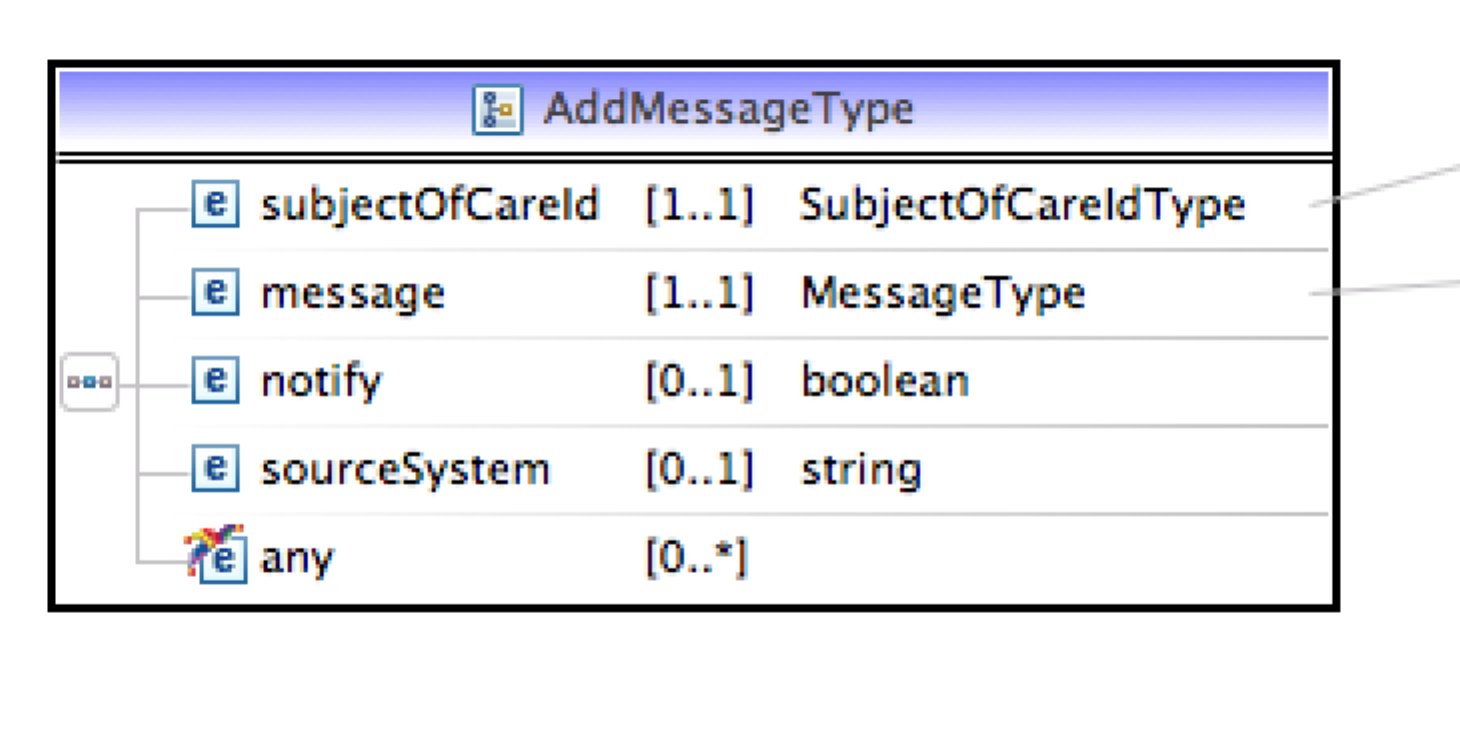 AddMessageType
e subjectOfCareId [1..1] SubjectOfCareIdType
e message [1..1] MessageType
e notify [0..1] boolean
e sourceSystem [0..1] string
e any [0..*]